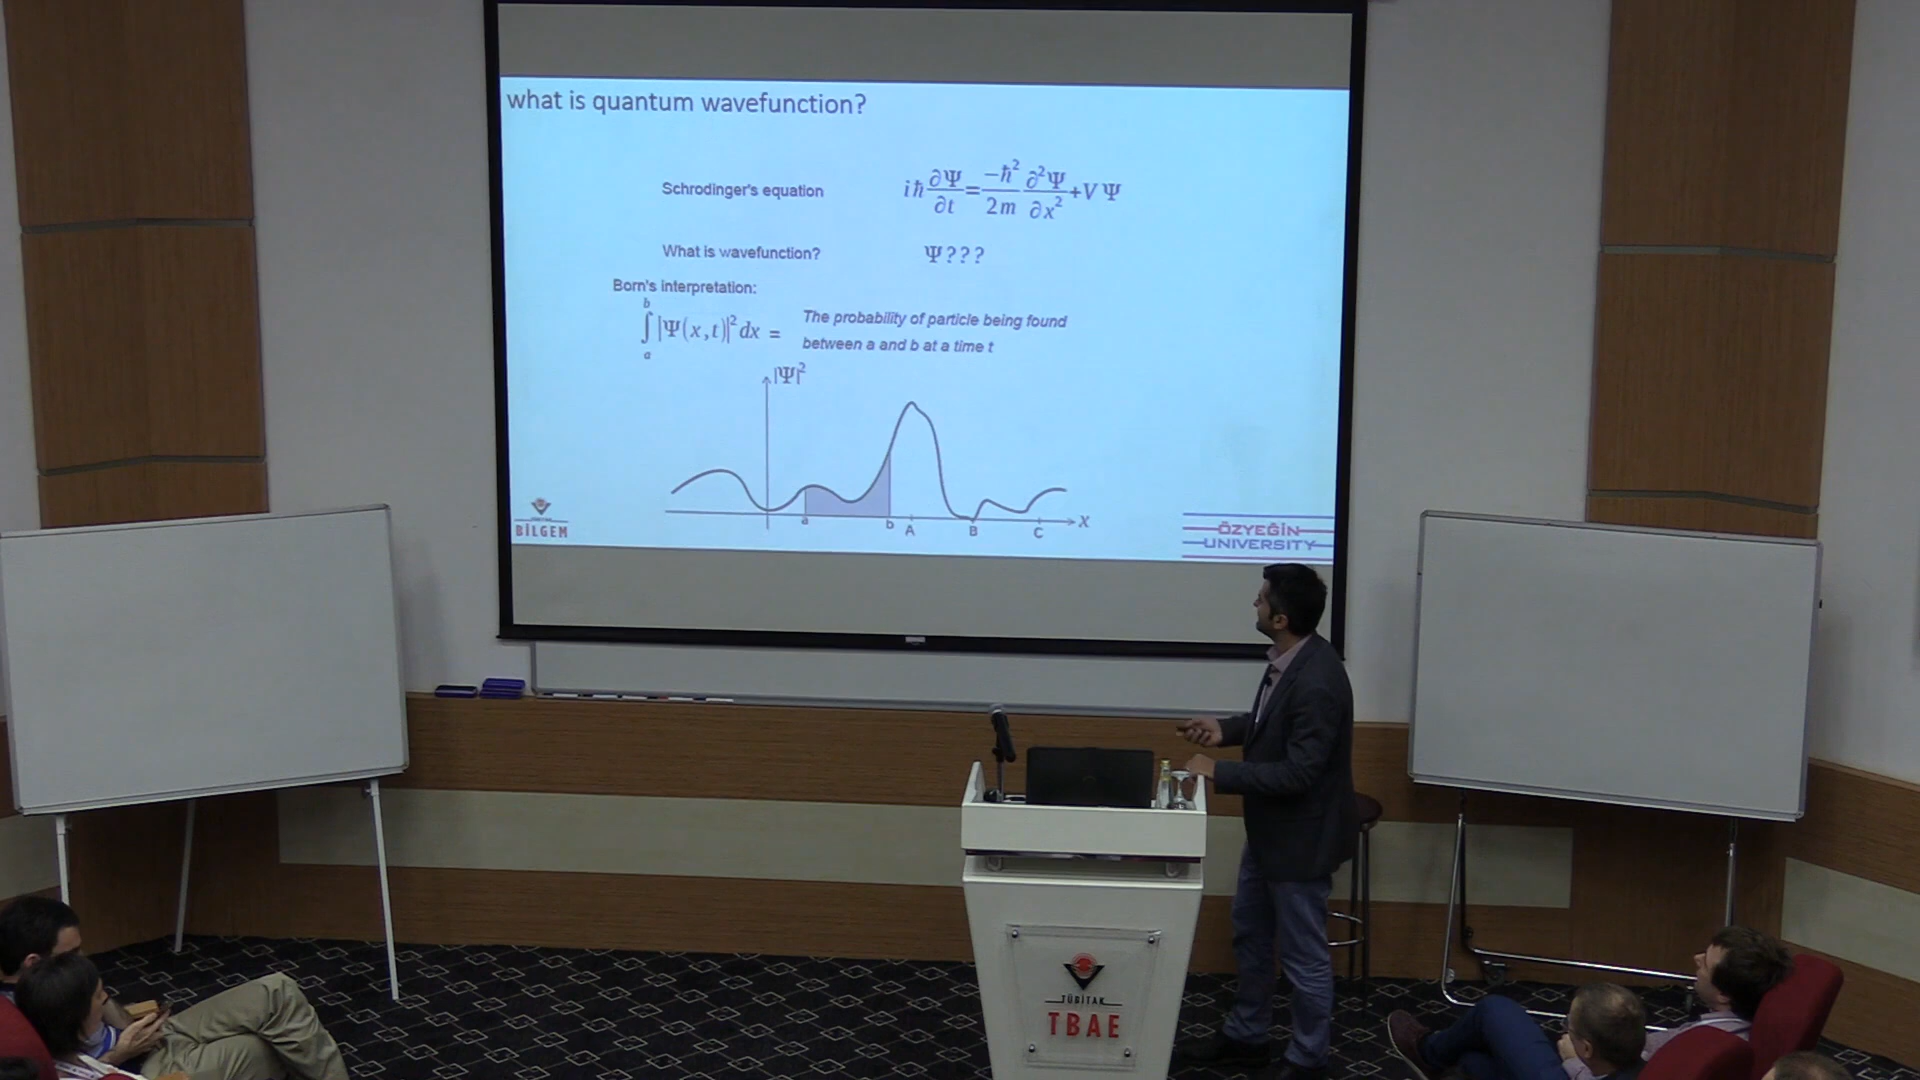 what is quantum wavefunction?
Schrodinger's equation
iħ ∂Ψ/∂t = −ħ²/2m ∂²Ψ/∂x² + V Ψ
What is wavefunction?
Ψ???
Born's interpretation:
∫ₐᵇ |Ψ(x,t)|² dx =
The probability of particle being found
between a and b at a time t
|Ψ|²
a b A B C x
BİLGEM
ÖZYEĞİN
UNIVERSITY
TÜBİTAK
TBAE